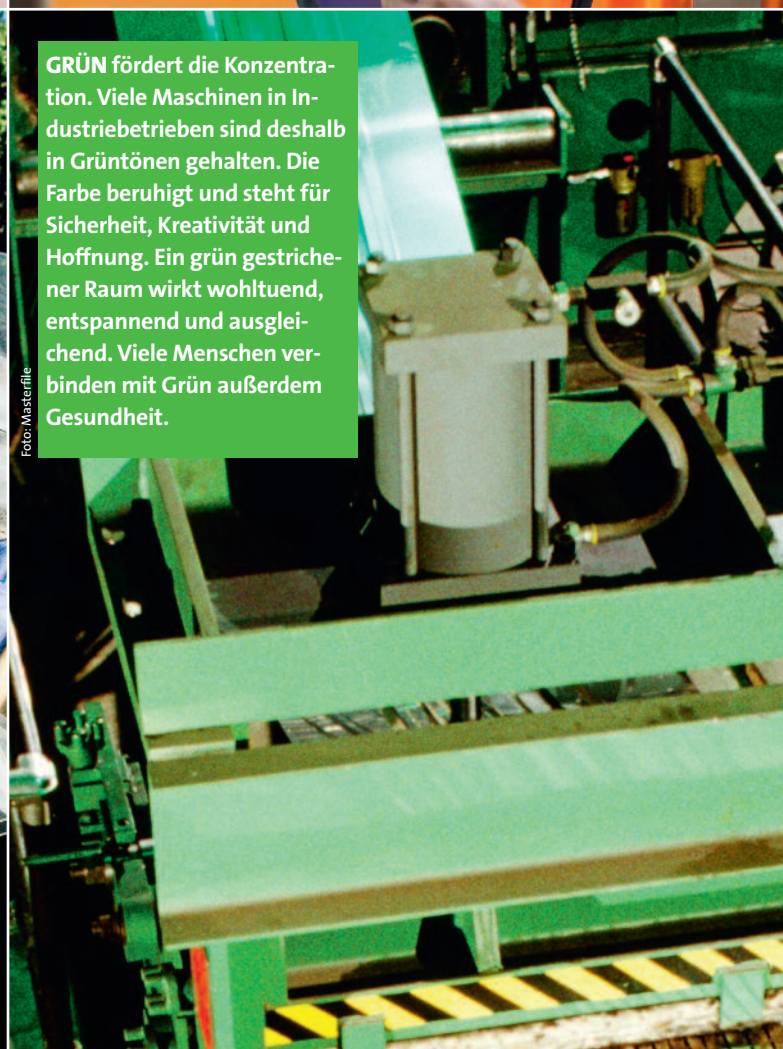 GRÜN fördert die Konzentra-
tion. Viele Maschinen in In-
dustriebetrieben sind deshalb
in Grüntönen gehalten. Die
Farbe beruhigt und steht für
Sicherheit, Kreativität und
Hoffnung. Ein grün gestriche-
ner Raum wirkt wohltuend,
entspannend und ausglei-
chend. Viele Menschen ver-
binden mit Grün außerdem
Gesundheit.
Foto: Masterfile